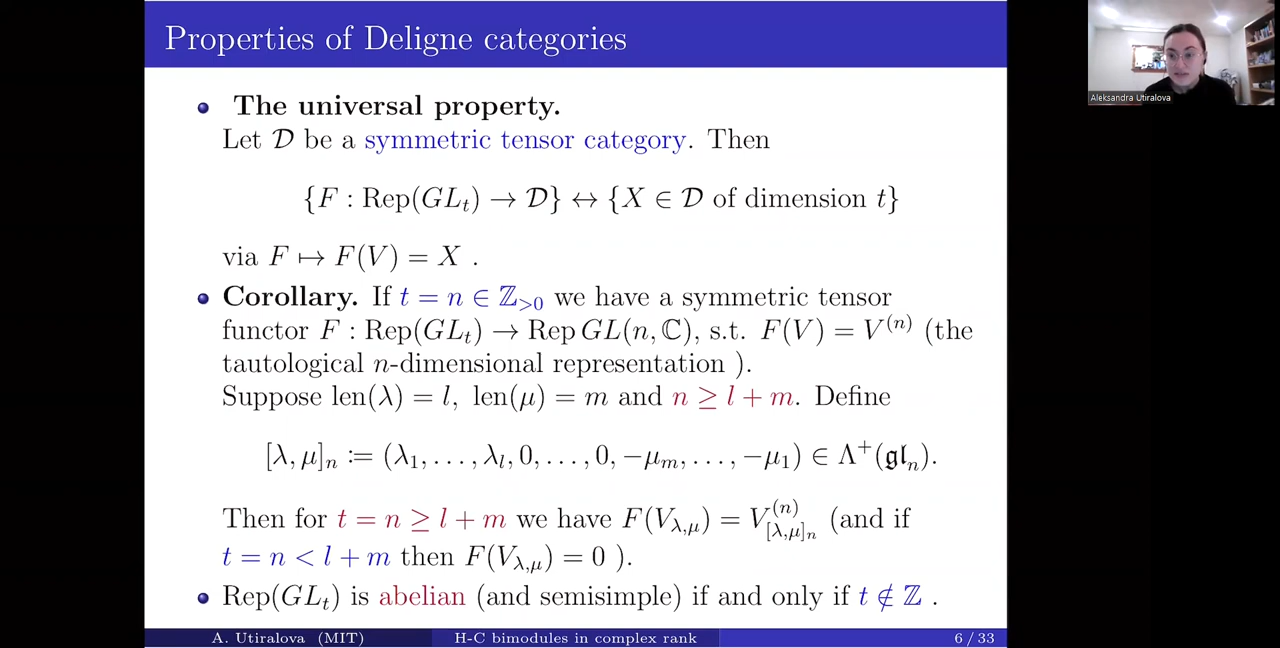 Properties of Deligne categories
Aleksandra Utiralova
• The universal property.
Let 𝒟 be a symmetric tensor category. Then
{F : Rep(GL_t) → 𝒟} ↔ {X ∈ 𝒟 of dimension t}
via F ↦ F(V) = X .
• Corollary. If t = n ∈ ℤ_{>0} we have a symmetric tensor
functor F : Rep(GL_t) → Rep GL(n, ℂ), s.t. F(V) = V^{(n)} (the
tautological n-dimensional representation ).
Suppose len(λ) = l, len(μ) = m and n ≥ l + m. Define
[λ, μ]_n := (λ_1, . . . , λ_l, 0, . . . , 0, −μ_m, . . . , −μ_1) ∈ Λ^+(𝔤𝔩_n).
Then for t = n ≥ l + m we have F(V_{λ,μ}) = V^{(n)}_{[λ,μ]_n} (and if
t = n < l + m then F(V_{λ,μ}) = 0 ).
• Rep(GL_t) is abelian (and semisimple) if and only if t ∉ ℤ .
A. Utiralova (MIT) H-C bimodules in complex rank 6 / 33